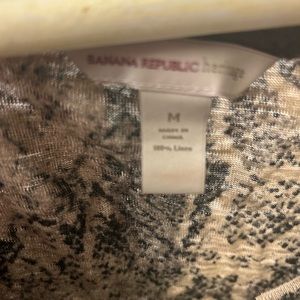 BANANA REPUBLIC heritage
M
MADE IN
CHINA
100% Linen